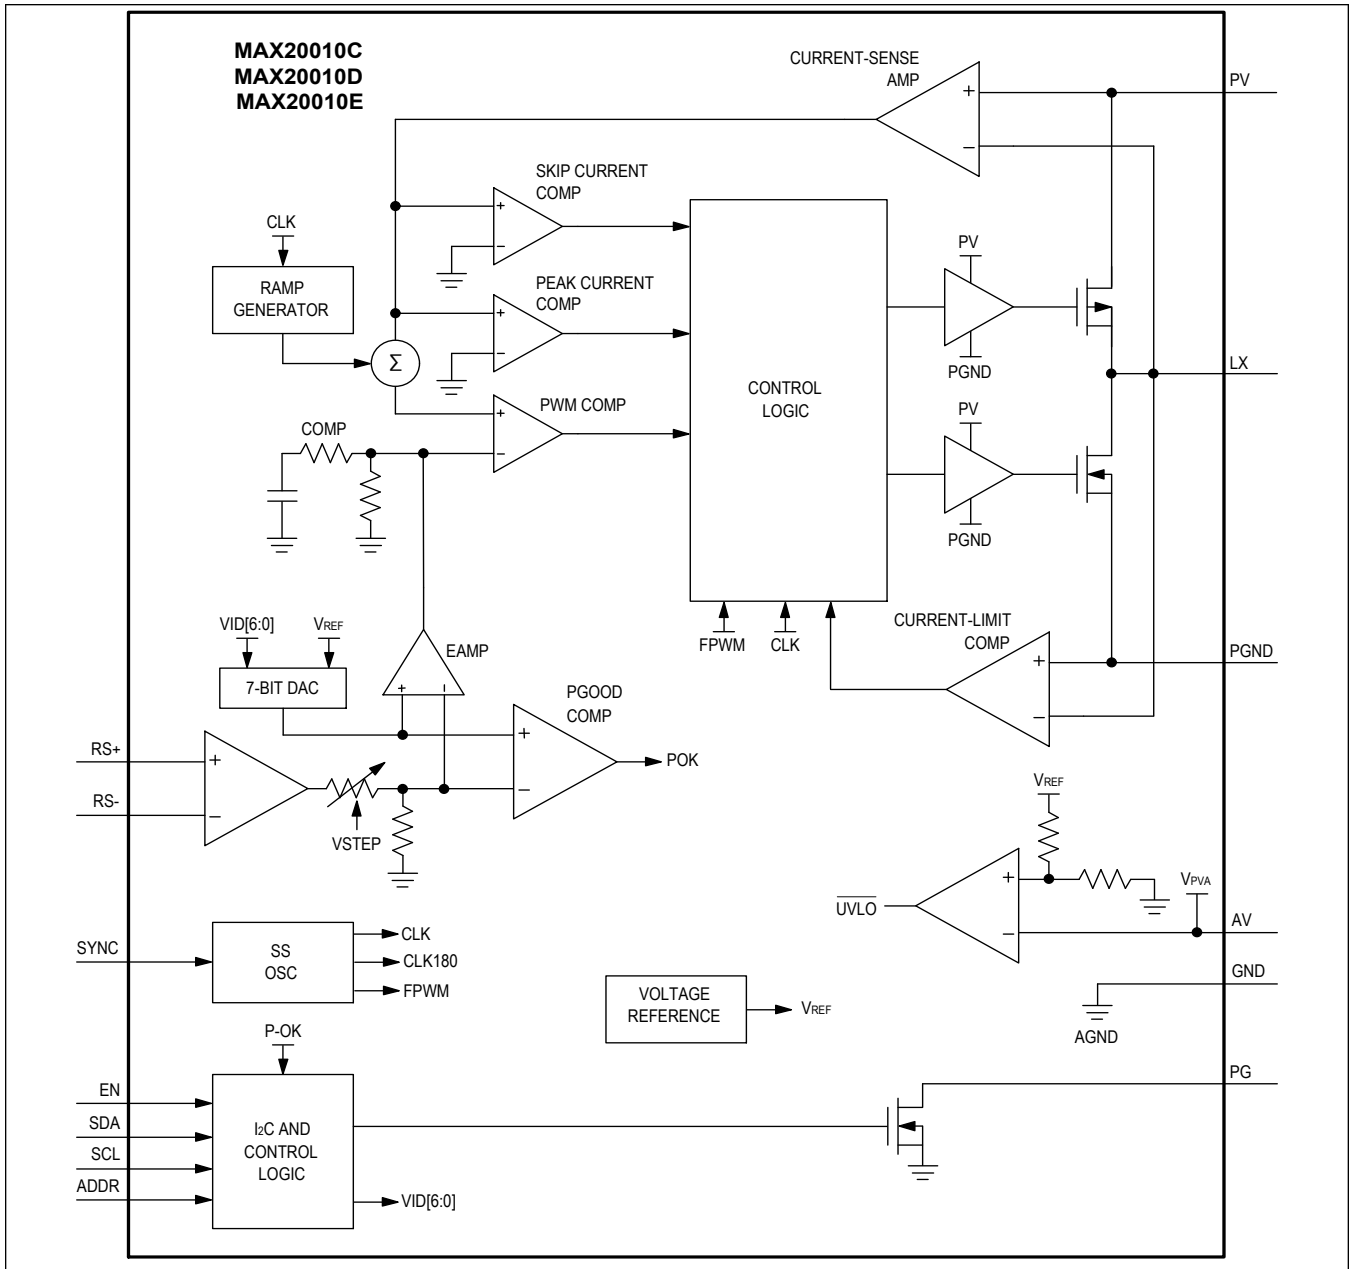 MAX20010C
MAX20010D
MAX20010E
CURRENT-SENSE
AMP
+
−
PV
SKIP CURRENT
COMP
+
−
CLK
RAMP
GENERATOR
PEAK CURRENT
COMP
+
−
Σ
PWM COMP
+
−
COMP
CONTROL
LOGIC
PV
PGND
LX
PV
PGND
FPWM
CLK
CURRENT-LIMIT
COMP
+
−
PGND
VID[6:0]
VREF
7-BIT DAC
EAMP
+
−
PGOOD
COMP
+
−
POK
RS+
RS-
+
−
VSTEP
VREF
+
−
UVLO
VPVA
AV
SYNC
SS
OSC
CLK
CLK180
FPWM
VOLTAGE
REFERENCE
VREF
GND
AGND
P-OK
EN
SDA
SCL
ADDR
I2C AND
CONTROL
LOGIC
VID[6:0]
PG